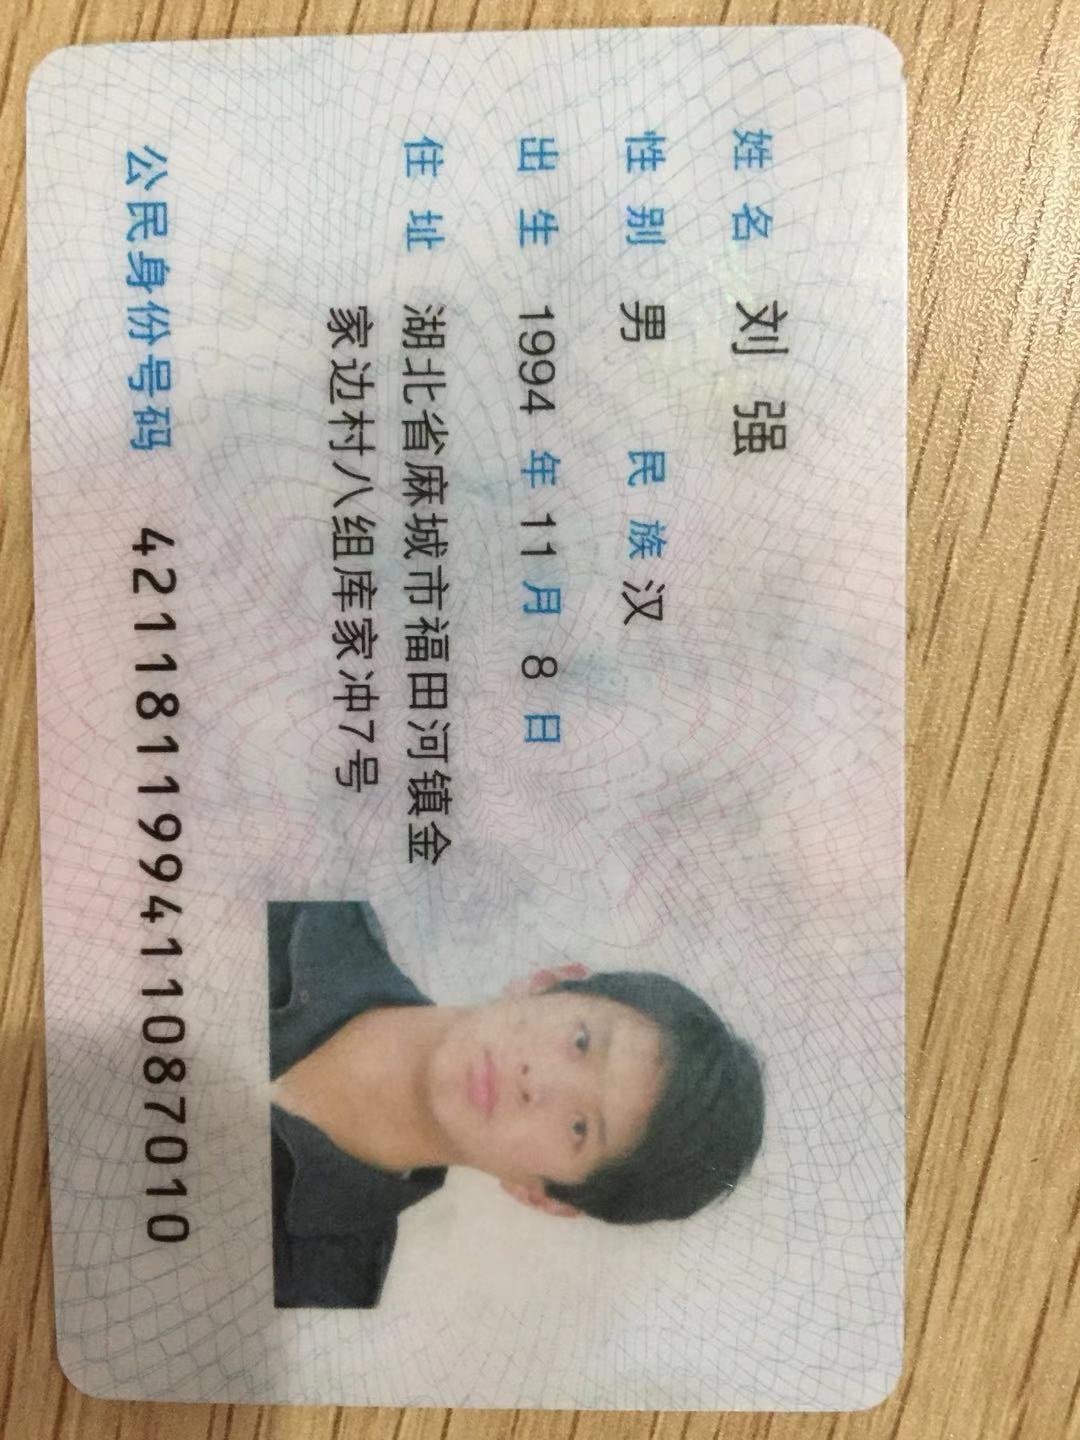 姓名 刘强
性别 男 民族 汉
出生 1994 年 11 月 8 日
住址 湖北省麻城市福田河镇金
家边村八组库家冲7号
公民身份号码 421181199411087010